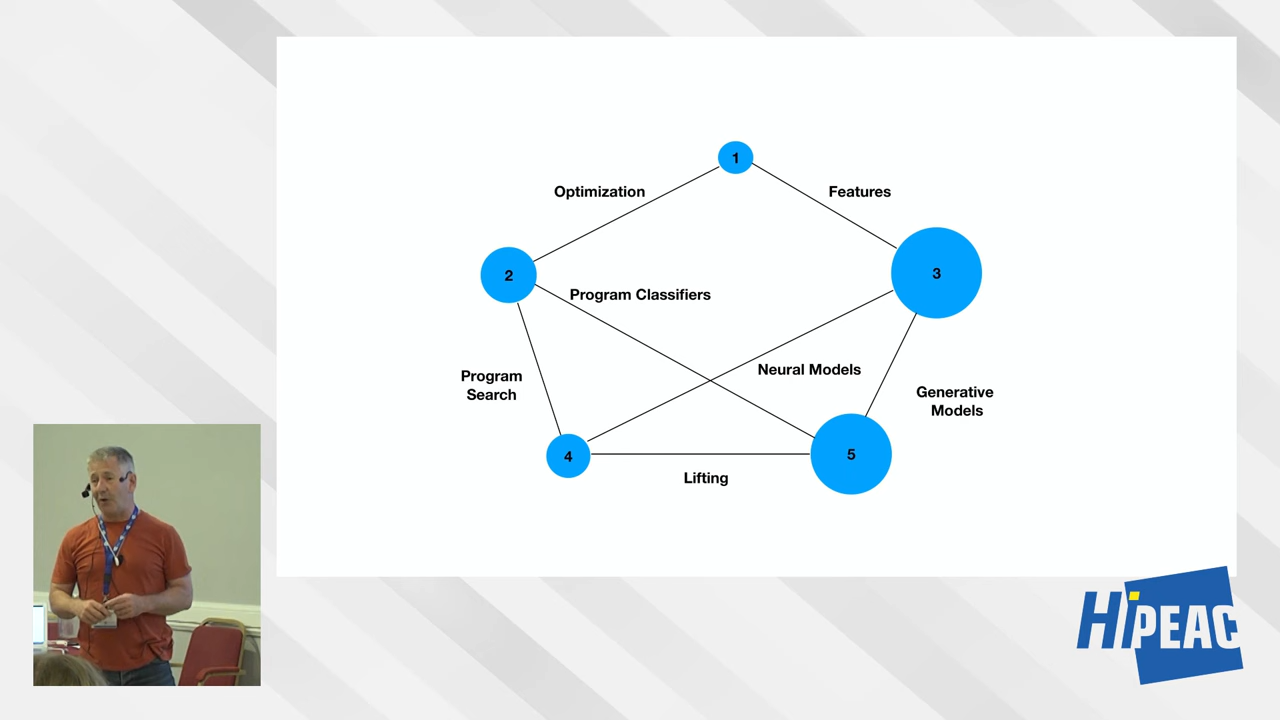 1
Optimization
Features
2
3
Program Classifiers
Neural Models
Program
Search
Generative
Models
4
5
Lifting
HiPEAC